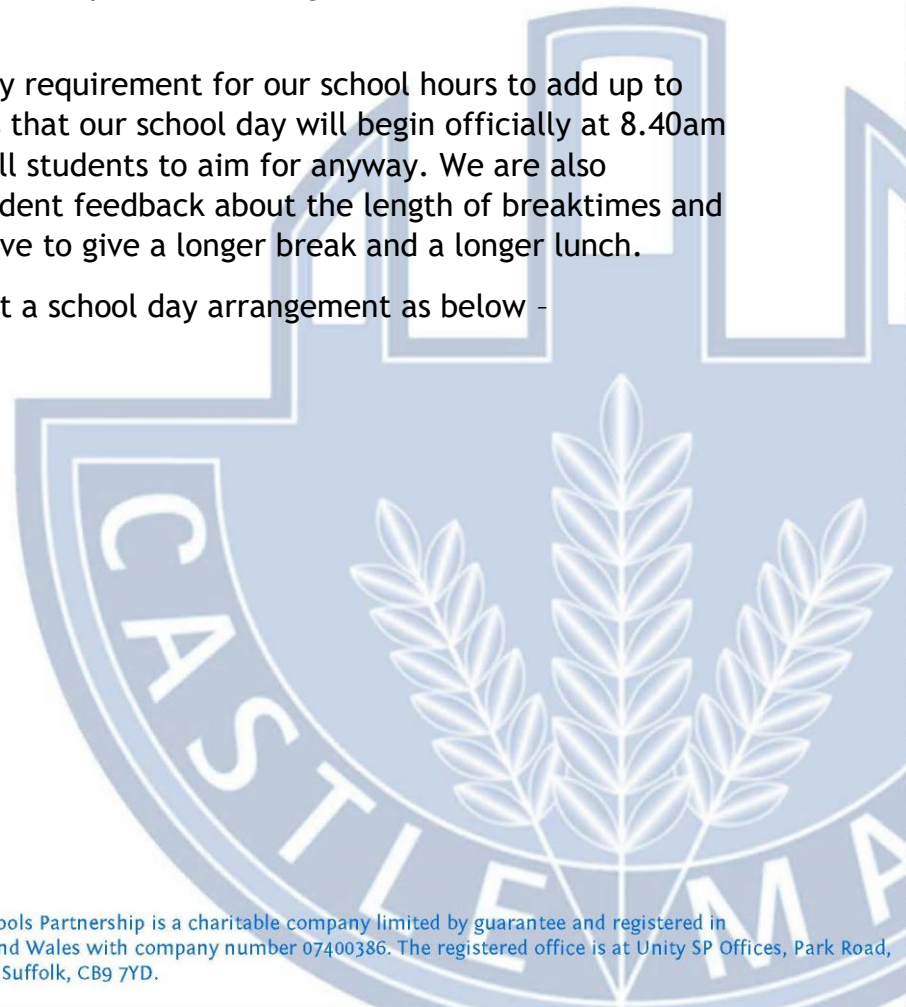 y requirement for our school hours to add up to
that our school day will begin officially at 8.40am
ll students to aim for anyway. We are also
dent feedback about the length of breaktimes and
ve to give a longer break and a longer lunch.
t a school day arrangement as below –
CASTLE MA
ools Partnership is a charitable company limited by guarantee and registered in
nd Wales with company number 07400386. The registered office is at Unity SP Offices, Park Road,
Suffolk, CB9 7YD.